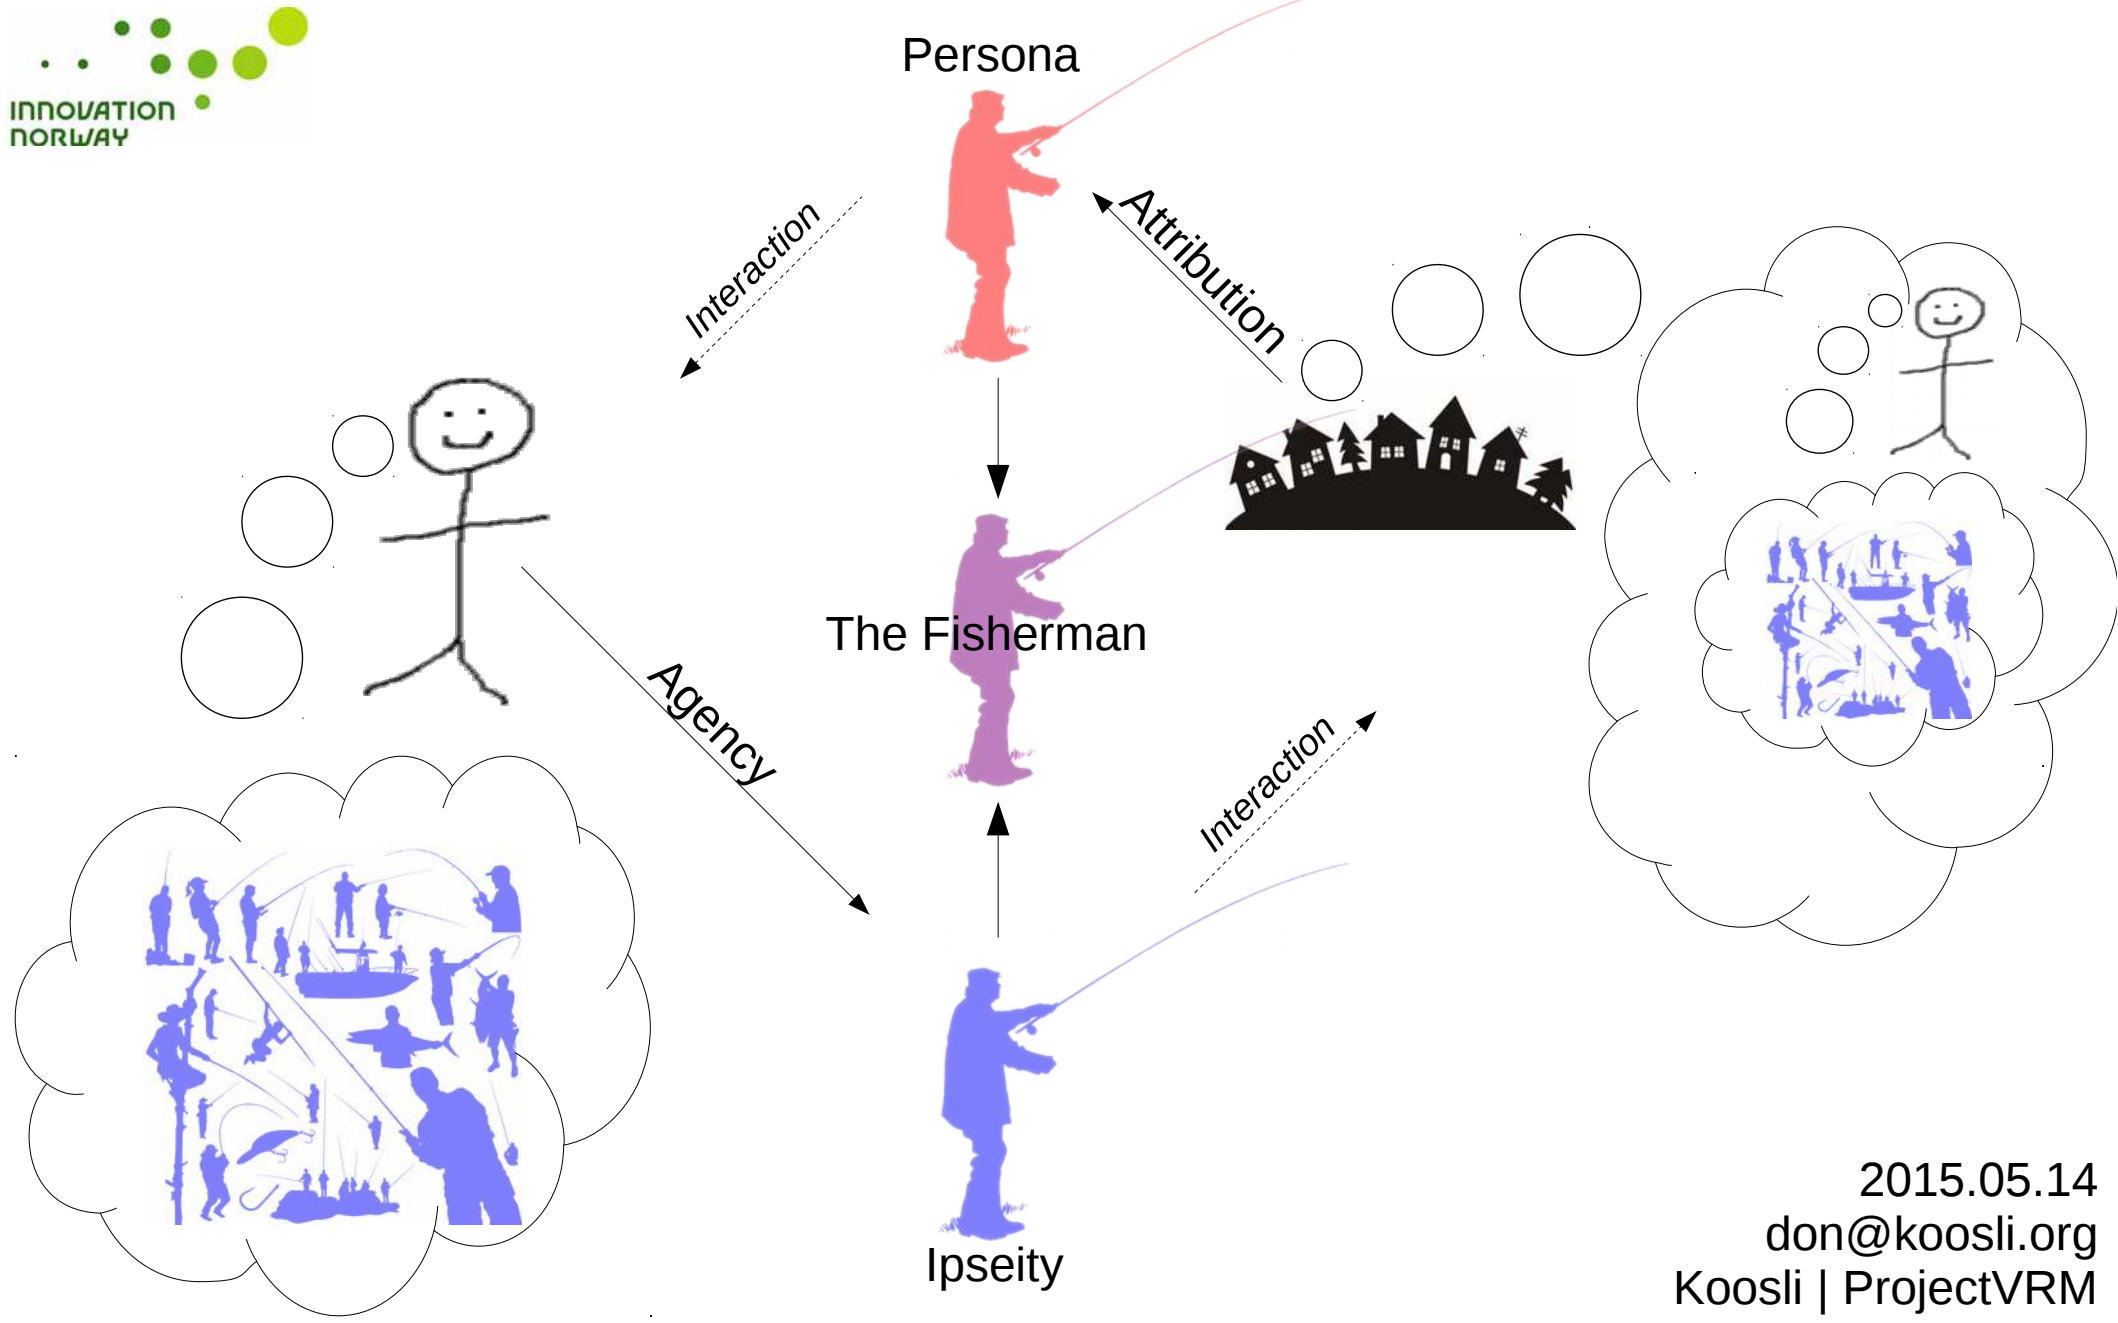 INNOVATION
NORWAY
Persona
Interaction
Attribution
The Fisherman
Agency
Interaction
Ipseity
2015.05.14
don@koosli.org
Koosli | ProjectVRM